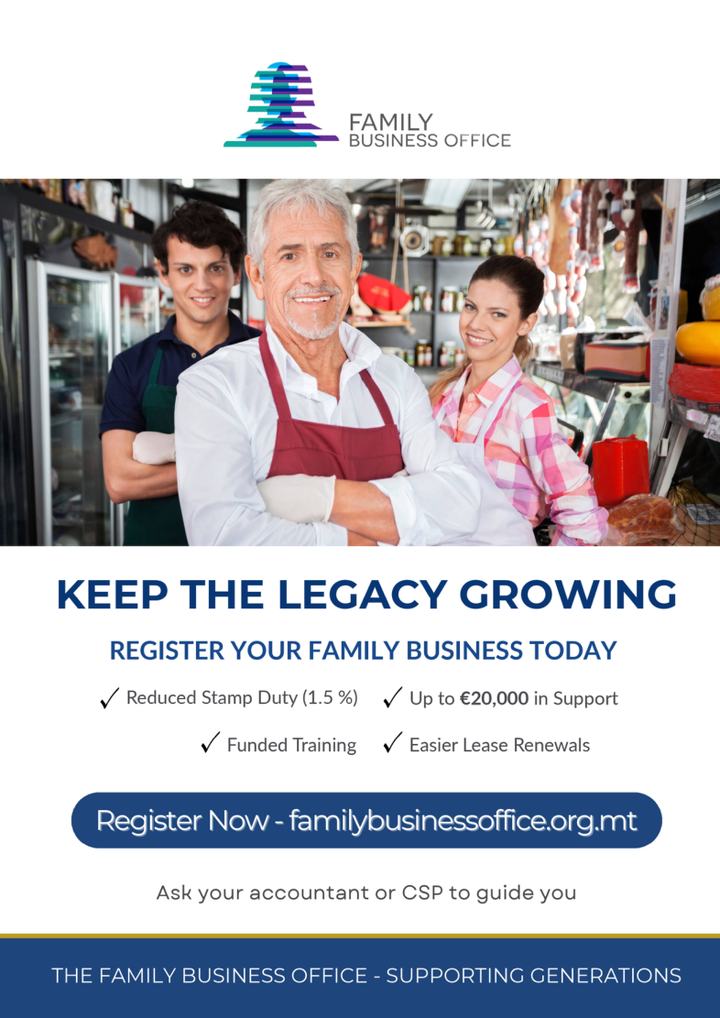 FAMILY
BUSINESS OFFICE
KEEP THE LEGACY GROWING
REGISTER YOUR FAMILY BUSINESS TODAY
✓ Reduced Stamp Duty (1.5 %) ✓ Up to €20,000 in Support
✓ Funded Training ✓ Easier Lease Renewals
Register Now - familybusinessoffice.org.mt
Ask your accountant or CSP to guide you
THE FAMILY BUSINESS OFFICE - SUPPORTING GENERATIONS